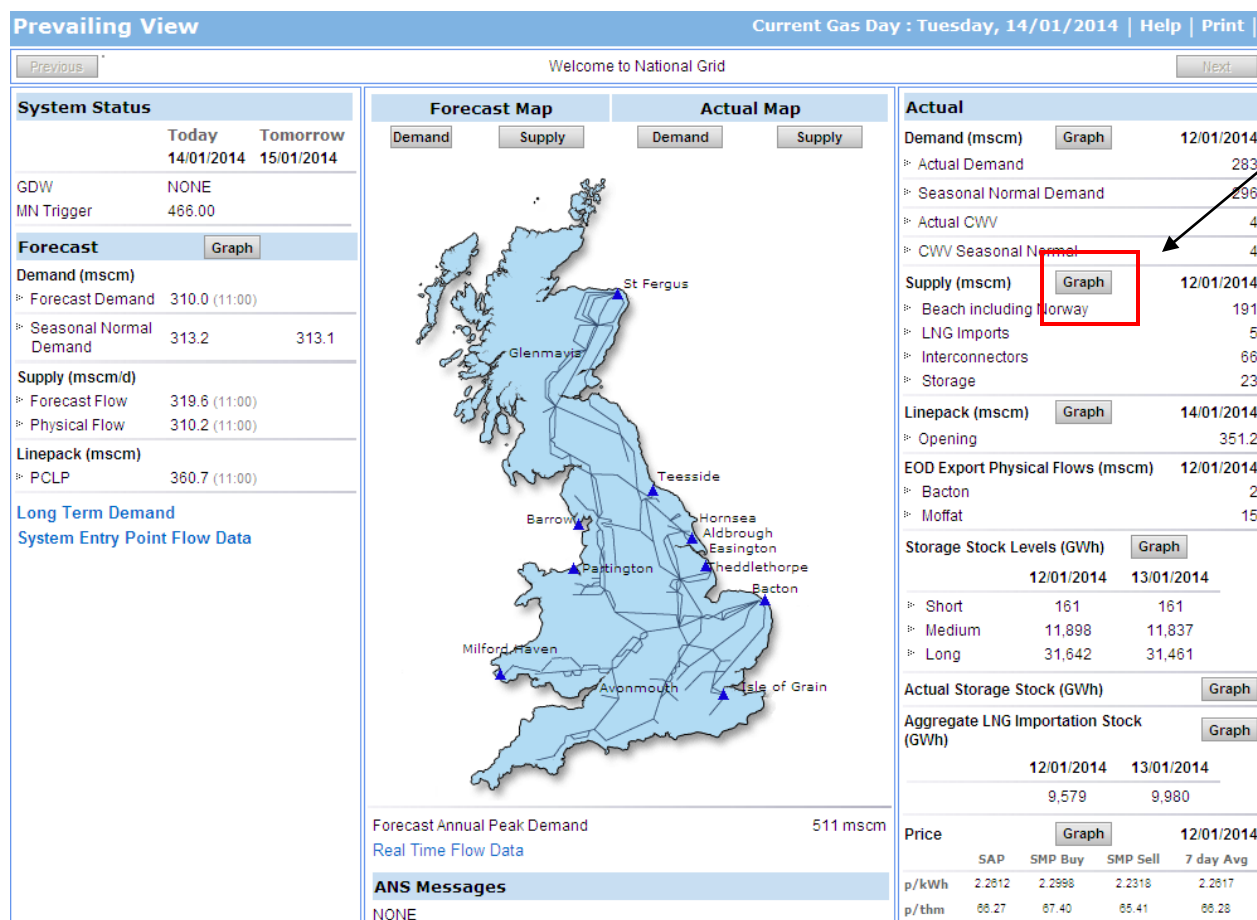 Prevailing View
Current Gas Day : Tuesday, 14/01/2014 | Help | Print |
Previous
Welcome to National Grid
Next
System Status
Today Tomorrow
14/01/2014 15/01/2014
GDW NONE
MN Trigger 466.00
Forecast Graph
Demand (mscm)
Forecast Demand 310.0 (11:00)
Seasonal Normal
Demand 313.2 313.1
Supply (mscm/d)
Forecast Flow 319.6 (11:00)
Physical Flow 310.2 (11:00)
Linepack (mscm)
PCLP 360.7 (11:00)
Long Term Demand
System Entry Point Flow Data
Forecast Map Actual Map
Demand Supply Demand Supply
St Fergus
Glenmavis
Teesside
Barrow
Hornsea
Aldbrough
Easington
Partington
Theddlethorpe
Bacton
Milford Haven
Avonmouth
Isle of Grain
Forecast Annual Peak Demand 511 mscm
Real Time Flow Data
ANS Messages
NONE
Actual
Demand (mscm) Graph 12/01/2014
Actual Demand 283
Seasonal Normal Demand 296
Actual CWV 4
CWV Seasonal Normal 4
Supply (mscm) Graph 12/01/2014
Beach including Norway 191
LNG Imports 5
Interconnectors 66
Storage 23
Linepack (mscm) Graph 14/01/2014
Opening 351.2
EOD Export Physical Flows (mscm) 12/01/2014
Bacton 2
Moffat 15
Storage Stock Levels (GWh) Graph
12/01/2014 13/01/2014
Short 161 161
Medium 11,898 11,837
Long 31,642 31,461
Actual Storage Stock (GWh) Graph
Aggregate LNG Importation Stock
(GWh) Graph
12/01/2014 13/01/2014
9,579 9,980
Price Graph 12/01/2014
SAP SMP Buy SMP Sell 7 day Avg
p/kWh 2.2612 2.2998 2.2318 2.2617
p/thm 66.27 67.40 65.41 66.28